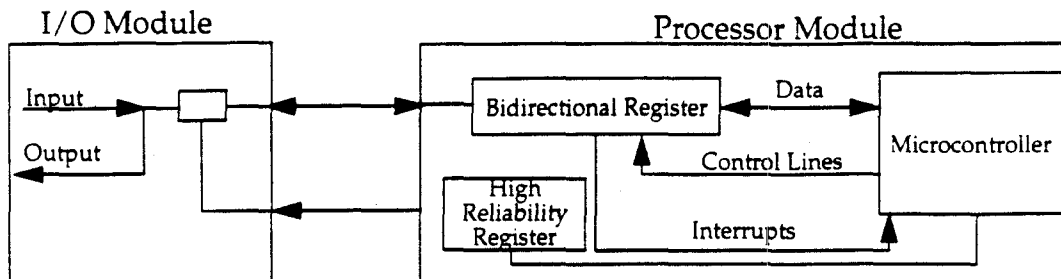 I/O Module
Processor Module
Input
Output
Bidirectional Register
Data
Microcontroller
Control Lines
High
Reliability
Register
Interrupts